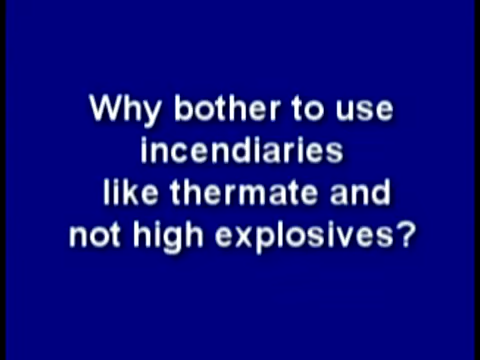 Why bother to use
incendiaries
like thermate and
not high explosives?